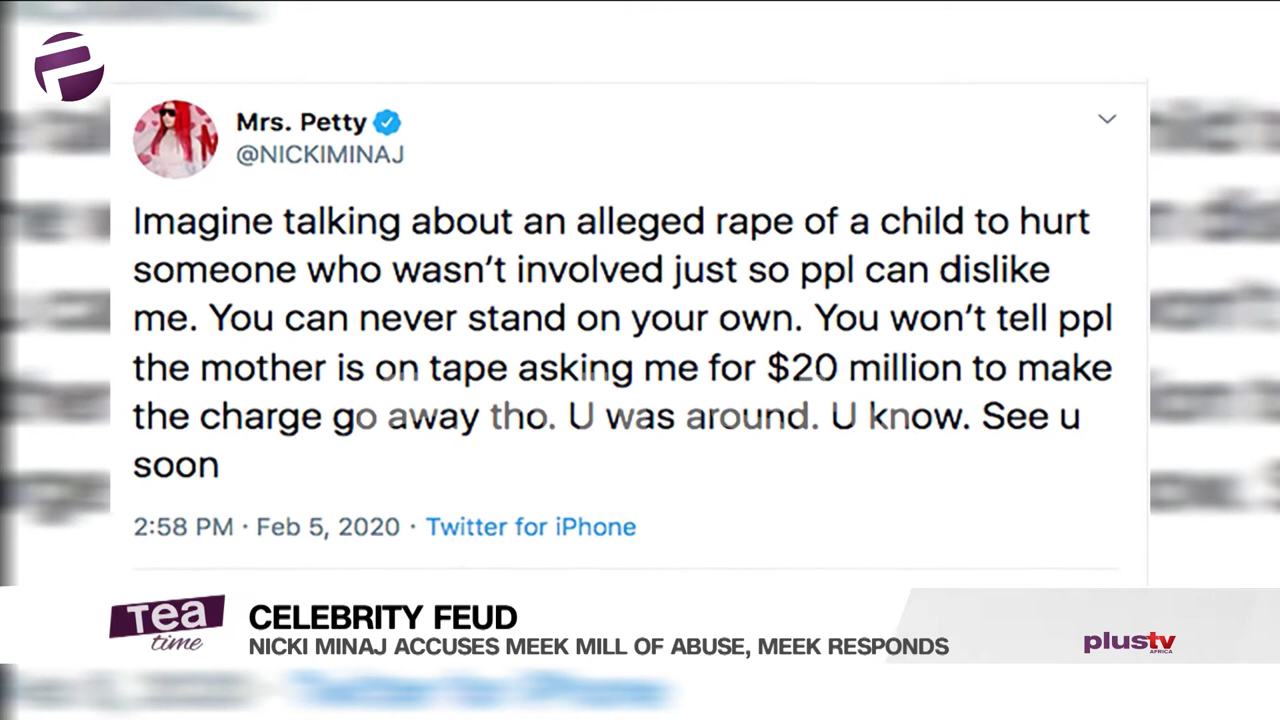 Mrs. Petty
@NICKIMINAJ
Imagine talking about an alleged rape of a child to hurt
someone who wasn't involved just so ppl can dislike
me. You can never stand on your own. You won't tell ppl
the mother is on tape asking me for $20 million to make
the charge go away tho. U was around. U know. See u
soon
2:58 PM · Feb 5, 2020 · Twitter for iPhone
Tea
time
CELEBRITY FEUD
NICKI MINAJ ACCUSES MEEK MILL OF ABUSE, MEEK RESPONDS
plustv
AFRICA